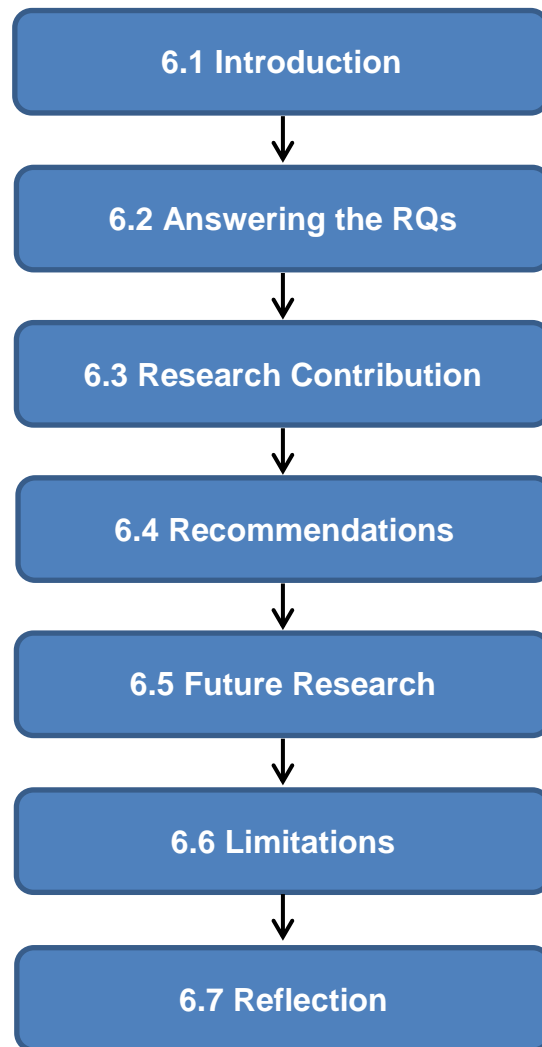 6.1 Introduction
6.2 Answering the RQs
6.3 Research Contribution
6.4 Recommendations
6.5 Future Research
6.6 Limitations
6.7 Reflection